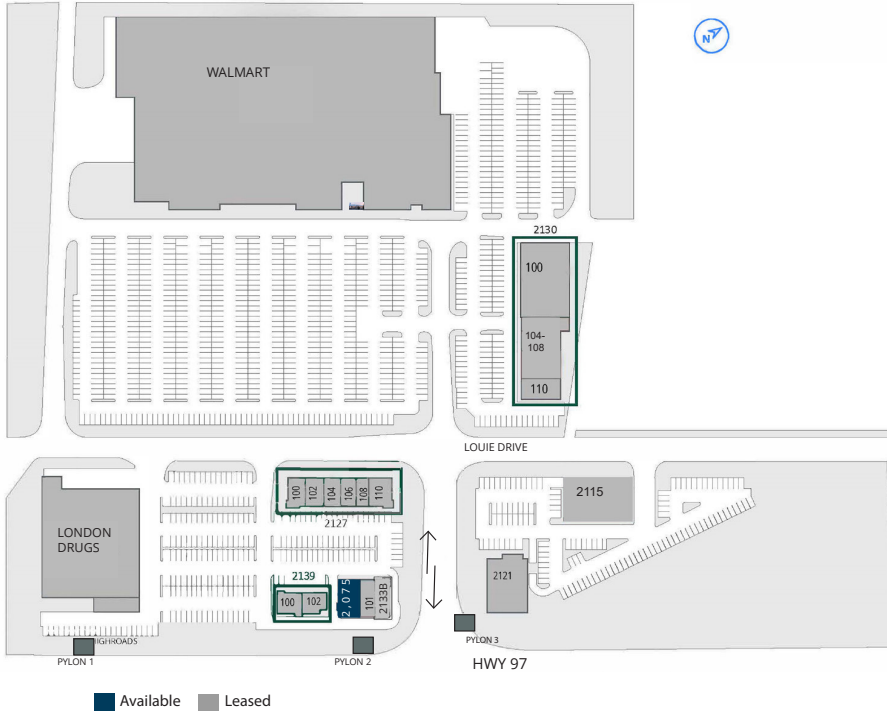 N
WALMART
2130
100
104-
108
110
LOUIE DRIVE
LONDON
DRUGS
100
102
104
106
108
110
2127
2115
2139
100
102
2,075
101
2133B
2121
HIGHROADS
PYLON 1
PYLON 2
PYLON 3
HWY 97
Available
Leased